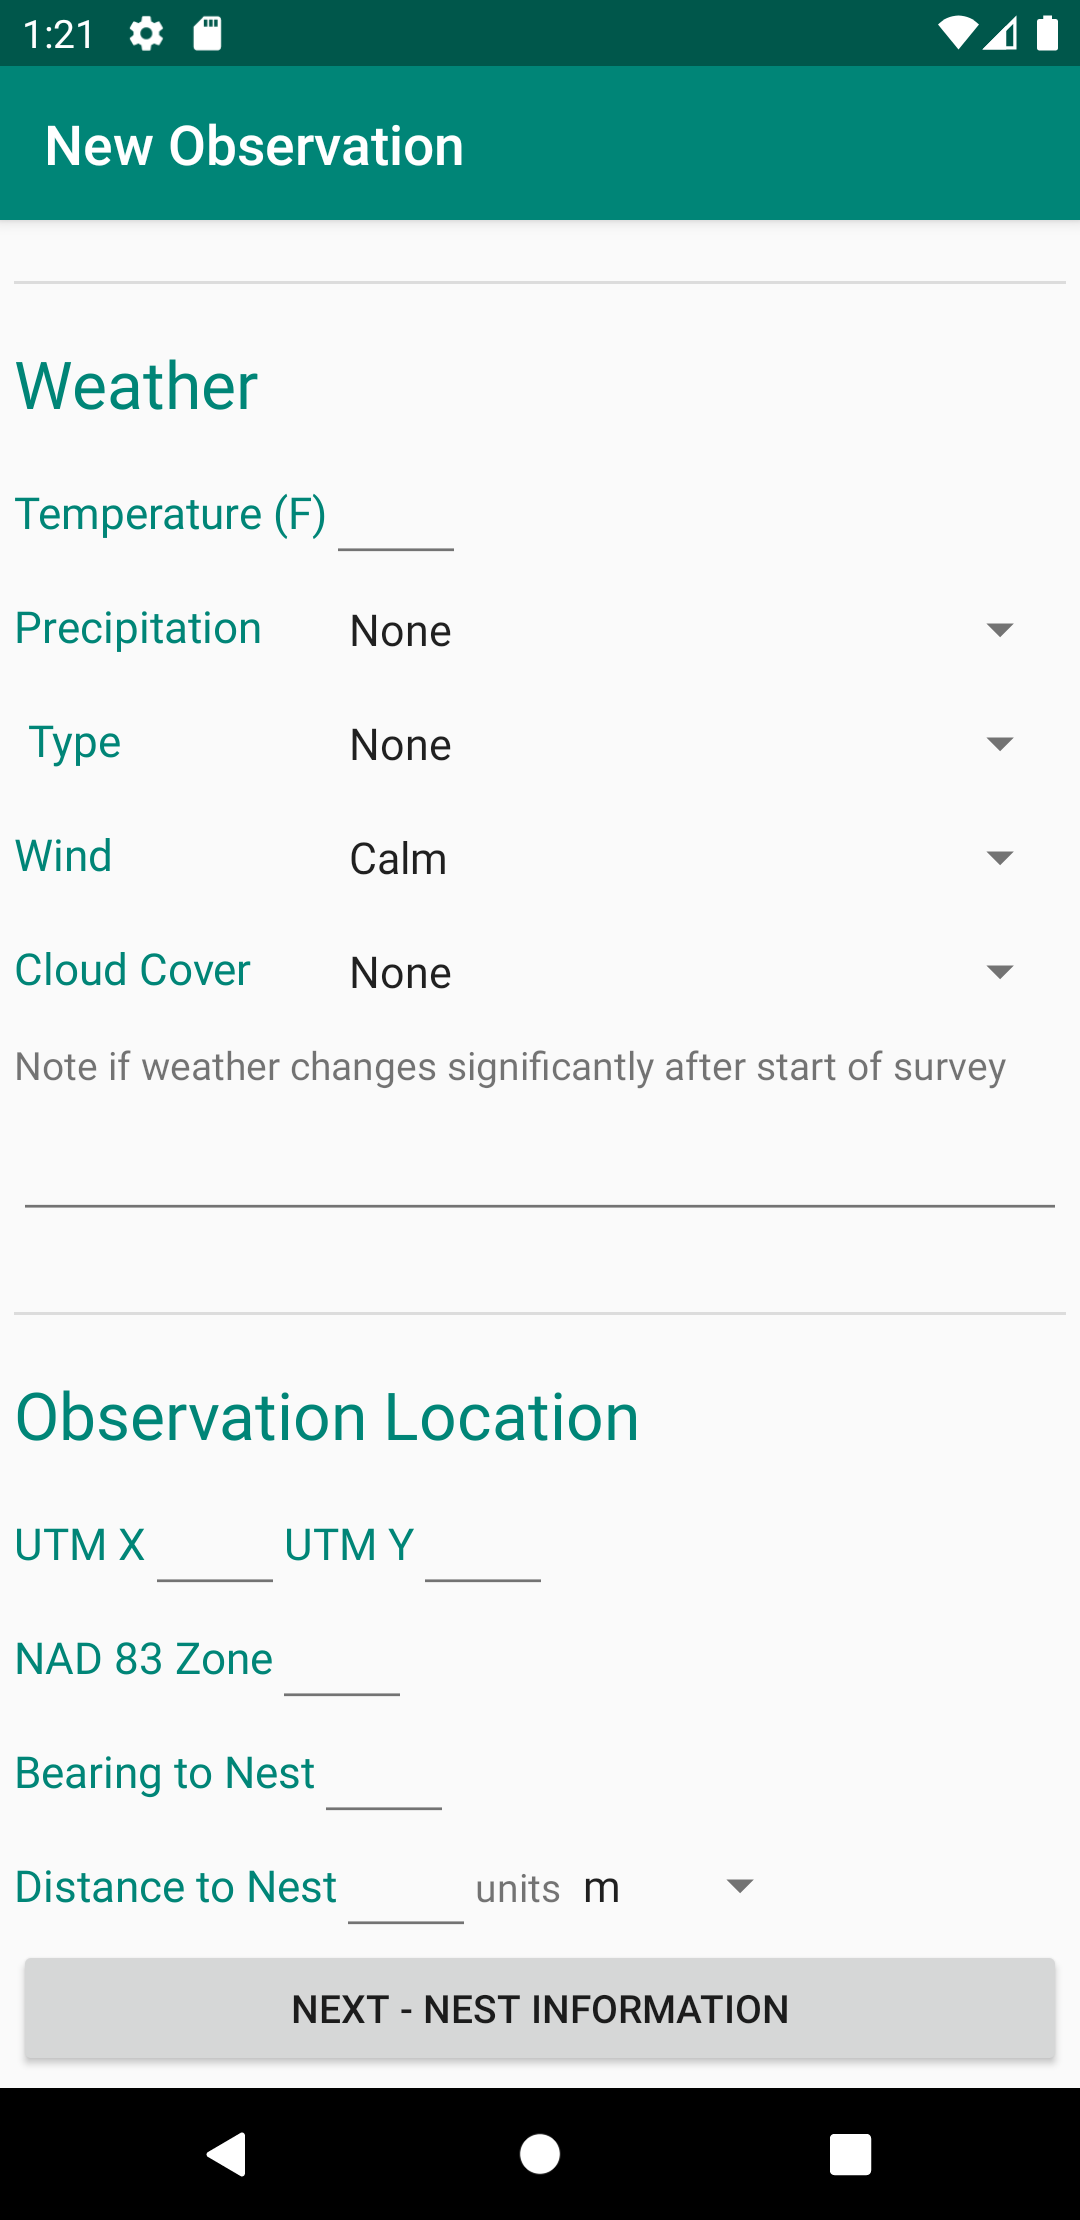 1:21
New Observation
Weather
Temperature (F)
Precipitation None
Type None
Wind Calm
Cloud Cover None
Note if weather changes significantly after start of survey
Observation Location
UTM X UTM Y
NAD 83 Zone
Bearing to Nest
Distance to Nest units m
NEXT - NEST INFORMATION